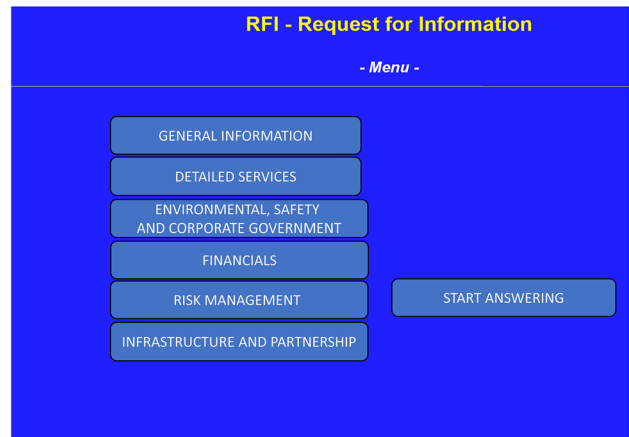 RFI - Request for Information
- Menu -
GENERAL INFORMATION
DETAILED SERVICES
ENVIRONMENTAL, SAFETY
AND CORPORATE GOVERNMENT
FINANCIALS
RISK MANAGEMENT
START ANSWERING
INFRASTRUCTURE AND PARTNERSHIP